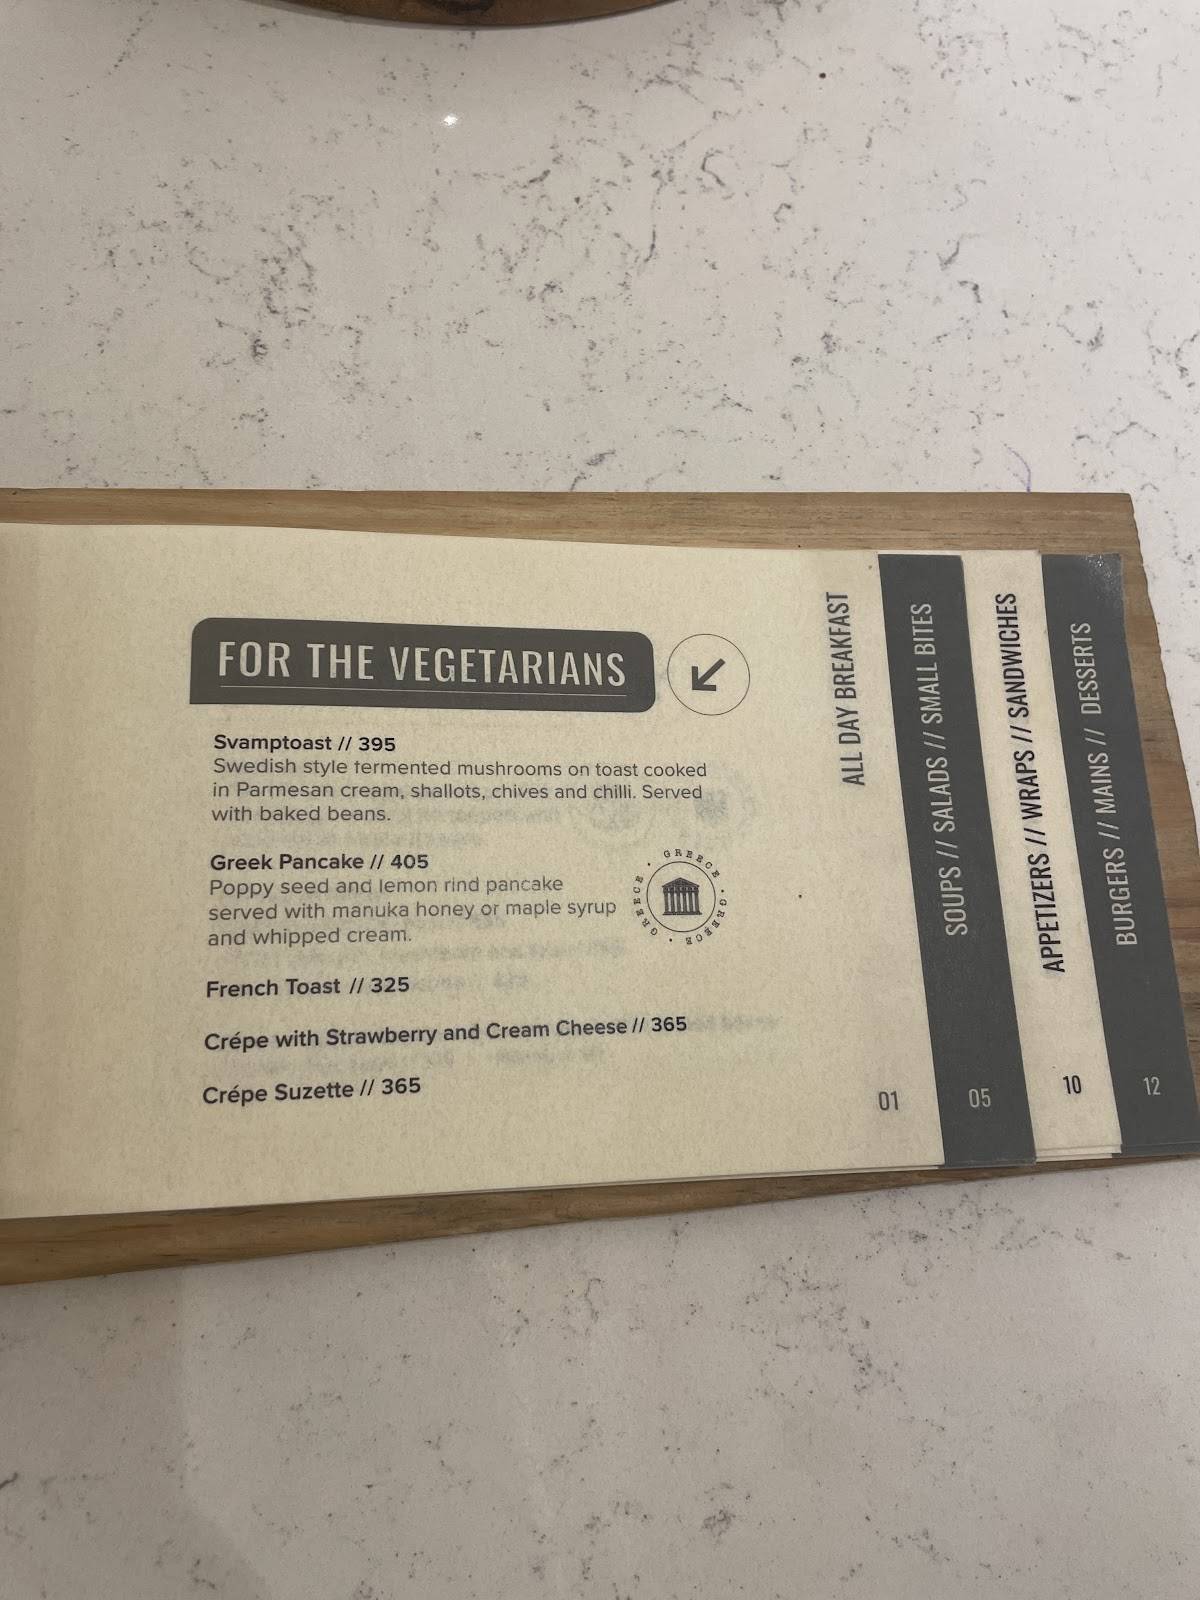 FOR THE VEGETARIANS
Svamptoast // 395
Swedish style fermented mushrooms on toast cooked
in Parmesan cream, shallots, chives and chilli. Served
with baked beans.
Greek Pancake // 405
Poppy seed and lemon rind pancake
served with manuka honey or maple syrup
and whipped cream.
GREECE · GREECE · GREECE ·
French Toast // 325
Crépe with Strawberry and Cream Cheese // 365
Crépe Suzette // 365
ALL DAY BREAKFAST
01
SOUPS // SALADS // SMALL BITES
05
APPETIZERS // WRAPS // SANDWICHES
10
BURGERS // MAINS // DESSERTS
12